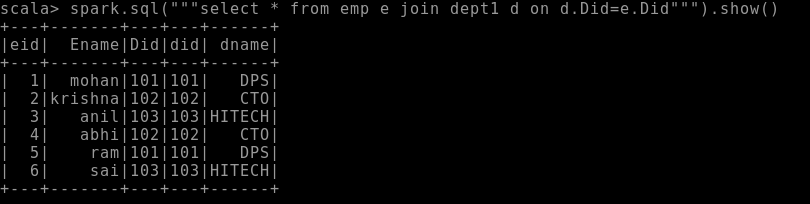 scala> spark.sql("""select * from emp e join dept1 d on d.Did=e.Did""").show()
+---+-------+---+---+------+
|eid|  Ename|Did|did| dname|
+---+-------+---+---+------+
|  1|  mohan|101|101|   DPS|
|  2|krishna|102|102|   CTO|
|  3|   anil|103|103|HITECH|
|  4|   abhi|102|102|   CTO|
|  5|    ram|101|101|   DPS|
|  6|    sai|103|103|HITECH|
+---+-------+---+---+------+